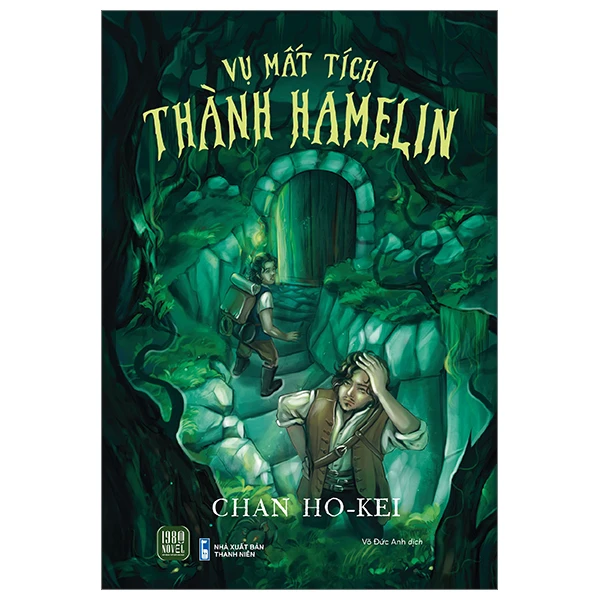 VỤ MẤT TÍCH
THÀNH HAMELIN
CHAN HO-KEI
1980
NOVEL
NHÀ XUẤT BẢN
THANH NIÊN
Võ Đức Anh dịch